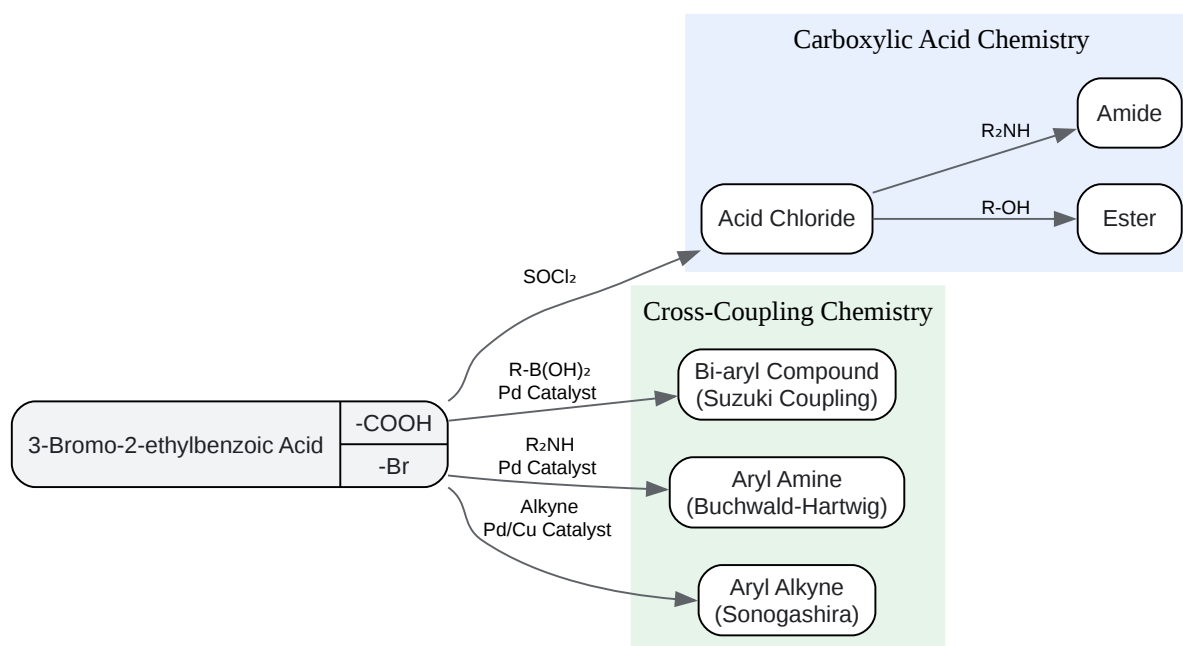 Carboxylic Acid Chemistry
Amide
R₂NH
Acid Chloride
R-OH
Ester
SOCl₂
Cross-Coupling Chemistry
R-B(OH)₂
Pd Catalyst
Bi-aryl Compound
(Suzuki Coupling)
3-Bromo-2-ethylbenzoic Acid
-COOH
-Br
R₂NH
Pd Catalyst
Aryl Amine
(Buchwald-Hartwig)
Alkyne
Pd/Cu Catalyst
Aryl Alkyne
(Sonogashira)